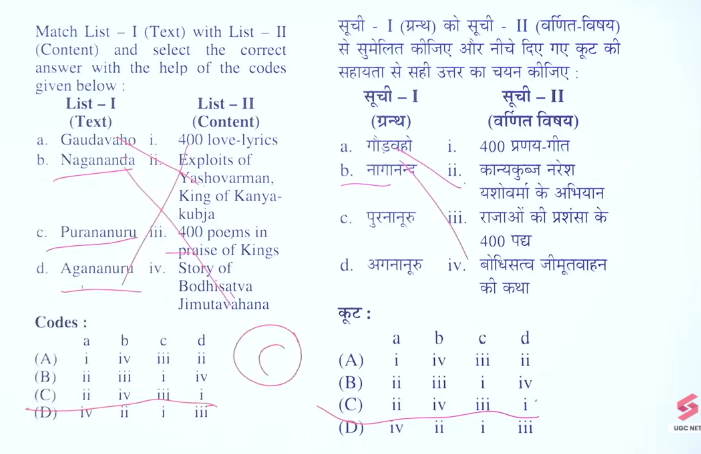 Match List – I (Text) with List – II
(Content) and select the correct
answer with the help of the codes
given below :
List – I List – II
(Text) (Content)
a. Gaudavaho i. 400 love-lyrics
b. Nagananda ii. Exploits of
Yashovarman,
King of Kanya-
kubja
c. Purananuru iii. 400 poems in
praise of Kings
d. Agananuru iv. Story of
Bodhisatva
Jimutavahana
Codes :
a b c d
(A) i iv iii ii
(B) ii iii i iv
(C) ii iv iii i
(D) iv ii i iii
C
सूची - I (ग्रन्थ) को सूची - II (वर्णित-विषय)
से सुमेलित कीजिए और नीचे दिए गए कूट की
सहायता से सही उत्तर का चयन कीजिए :
सूची – I सूची – II
(ग्रन्थ) (वर्णित विषय)
a. गौडवहो i. 400 प्रणय-गीत
b. नागानन्द ii. कान्यकुब्ज नरेश
यशोवर्मा के अभियान
c. पुरनानूरु iii. राजाओं की प्रशंसा के
400 पद्य
d. अगनानूरु iv. बोधिसत्व जीमूतवाहन
की कथा
कूट :
a b c d
(A) i iv iii ii
(B) ii iii i iv
(C) ii iv iii i
(D) iv ii i iii
UGC NET